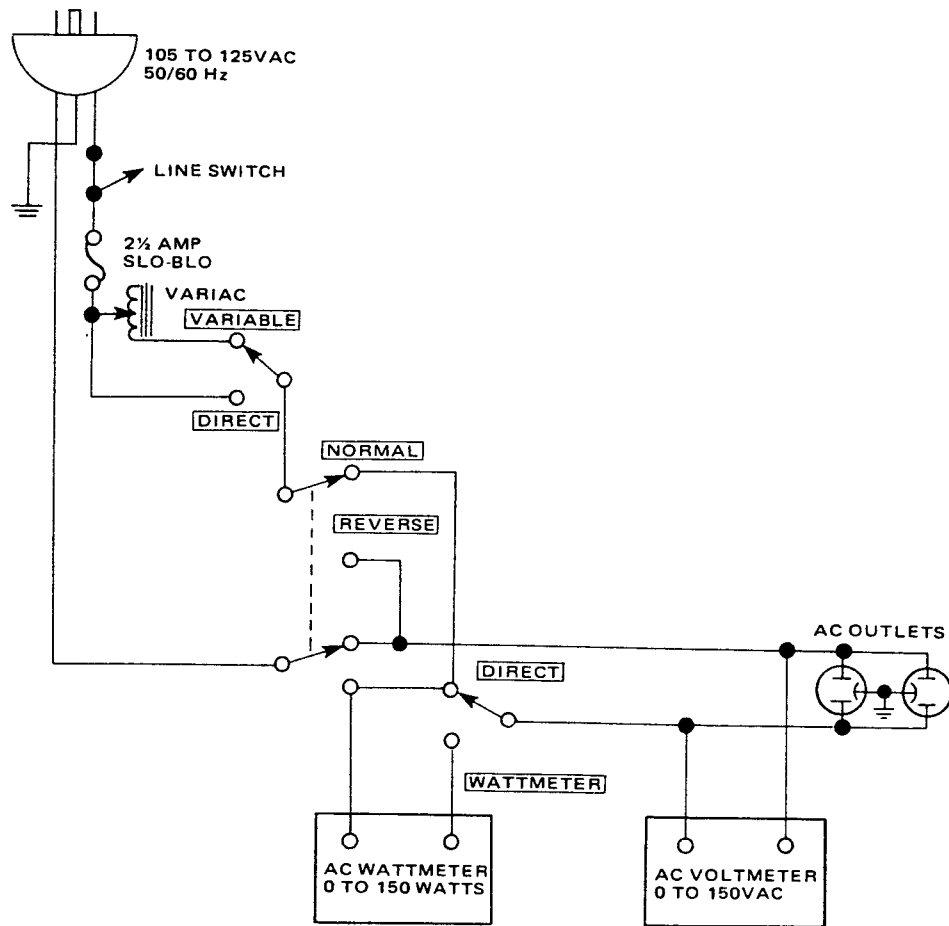 105 TO 125VAC
50/60 Hz
LINE SWITCH
2½ AMP
SLO-BLO
VARIAC
VARIABLE
DIRECT
NORMAL
REVERSE
AC OUTLETS
DIRECT
WATTMETER
AC WATTMETER
0 TO 150 WATTS
AC VOLTMETER
0 TO 150VAC